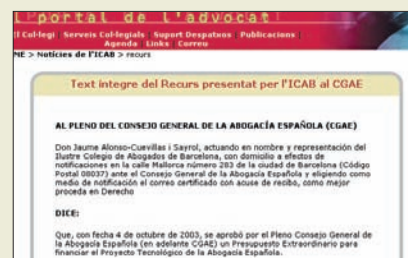 l'portal de l'advocat
El Col·legi | Serveis Col·legials | Suport Despatxos | Publicacions |
Agenda | Links | Correu
ME > Notícies de l'ICAB > recurs
Text integre del Recurs presentat per l'ICAB al CGAE
AL PLENO DEL CONSEJO GENERAL DE LA ABOGACÍA ESPAÑOLA (CGAE)
Don Jaume Alonso-Cuevillas i Sayrol, actuando en nombre y representación del
Ilustre Colegio de Abogados de Barcelona, con domicilio a efectos de
notificaciones en la calle Mallorca número 283 de la ciudad de Barcelona (Código
Postal 08037) ante el Consejo General de la Abogacía Española y eligiendo como
medio de notificación el correo certificado con acuse de recibo, como mejor
proceda en Derecho
DICE:
Que, con fecha 4 de octubre de 2003, se aprobó por el Pleno Consejo General de
la Abogacía Española (en adelante CGAE) un Presupuesto Extraordinario para
financiar el Proyecto Tecnológico de la Abogacía Española.